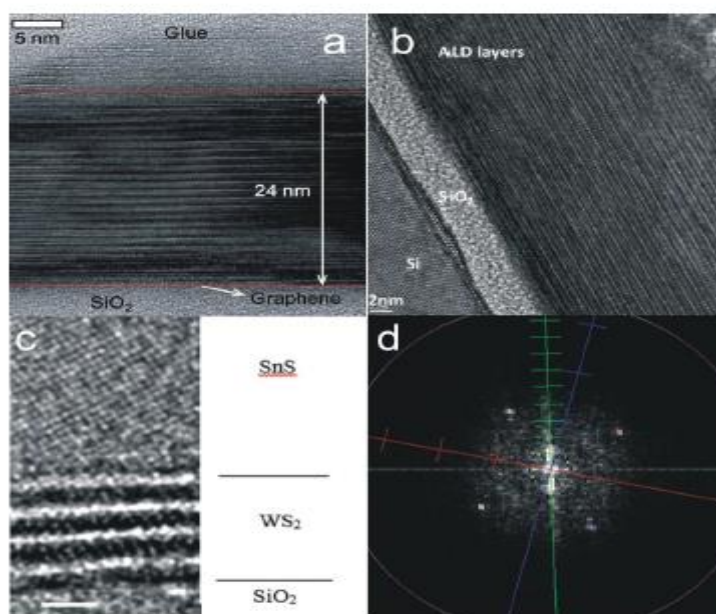 5 nm
Glue
a
24 nm
SiO₂
Graphene
b
ALD layers
SiO₂
Si
2nm
c
SnS
WS₂
SiO₂
d